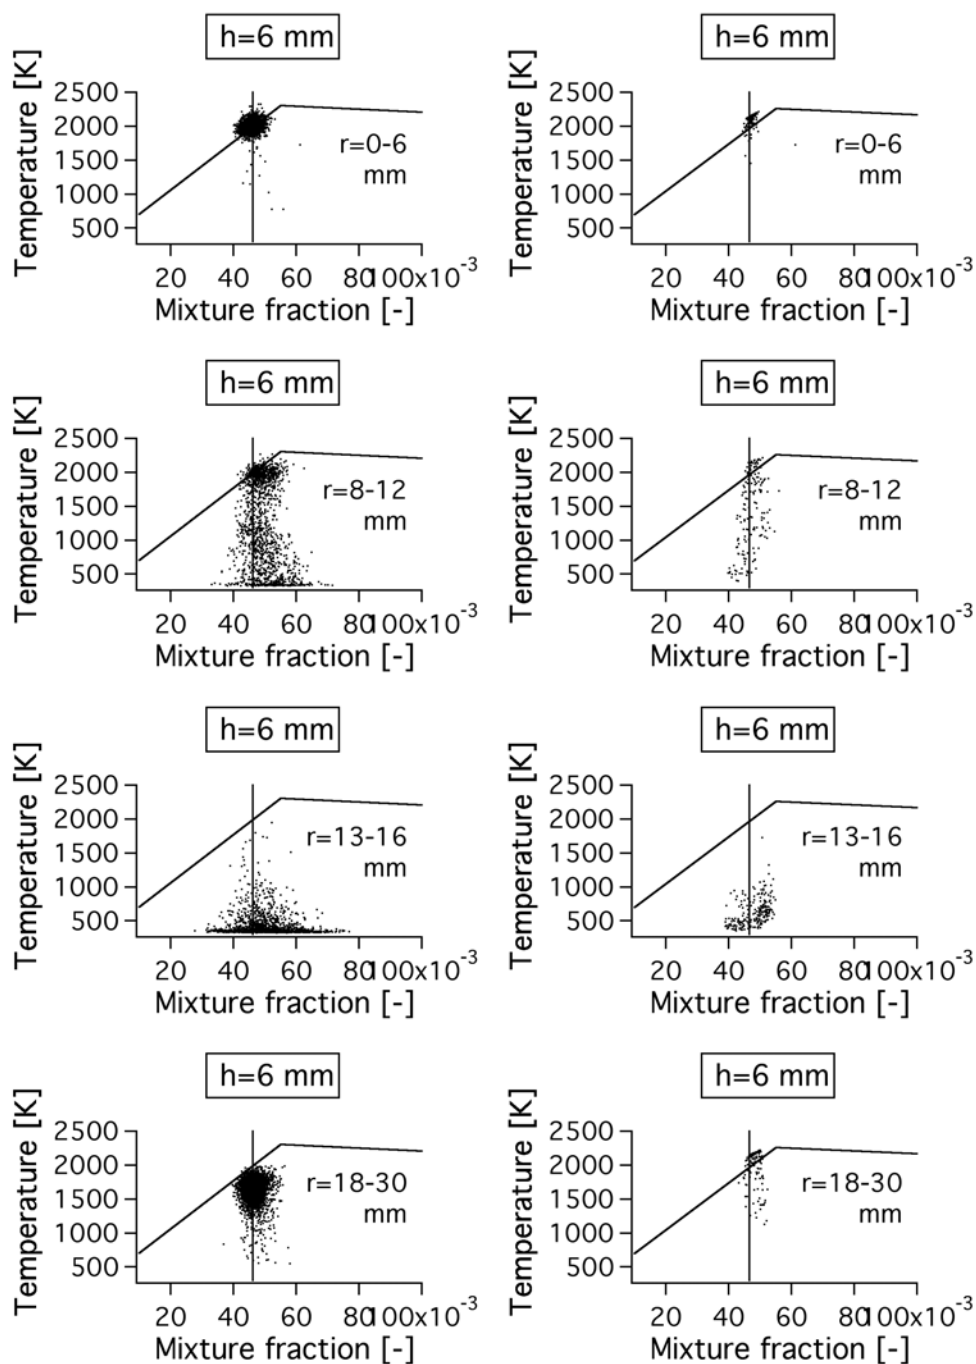 h=6 mm
h=6 mm
Temperature [K]
2500
2000
1500
1000
500
r=0-6
mm
20 40 60 80 100x10-3
Mixture fraction [-]
Temperature [K]
2500
2000
1500
1000
500
r=0-6
mm
20 40 60 80 100x10-3
Mixture fraction [-]
h=6 mm
h=6 mm
Temperature [K]
2500
2000
1500
1000
500
r=8-12
mm
20 40 60 80 100x10-3
Mixture fraction [-]
Temperature [K]
2500
2000
1500
1000
500
r=8-12
mm
20 40 60 80 100x10-3
Mixture fraction [-]
h=6 mm
h=6 mm
Temperature [K]
2500
2000
1500
1000
500
r=13-16
mm
20 40 60 80 100x10-3
Mixture fraction [-]
Temperature [K]
2500
2000
1500
1000
500
r=13-16
mm
20 40 60 80 100x10-3
Mixture fraction [-]
h=6 mm
h=6 mm
Temperature [K]
2500
2000
1500
1000
500
r=18-30
mm
20 40 60 80 100x10-3
Mixture fraction [-]
Temperature [K]
2500
2000
1500
1000
500
r=18-30
mm
20 40 60 80 100x10-3
Mixture fraction [-]